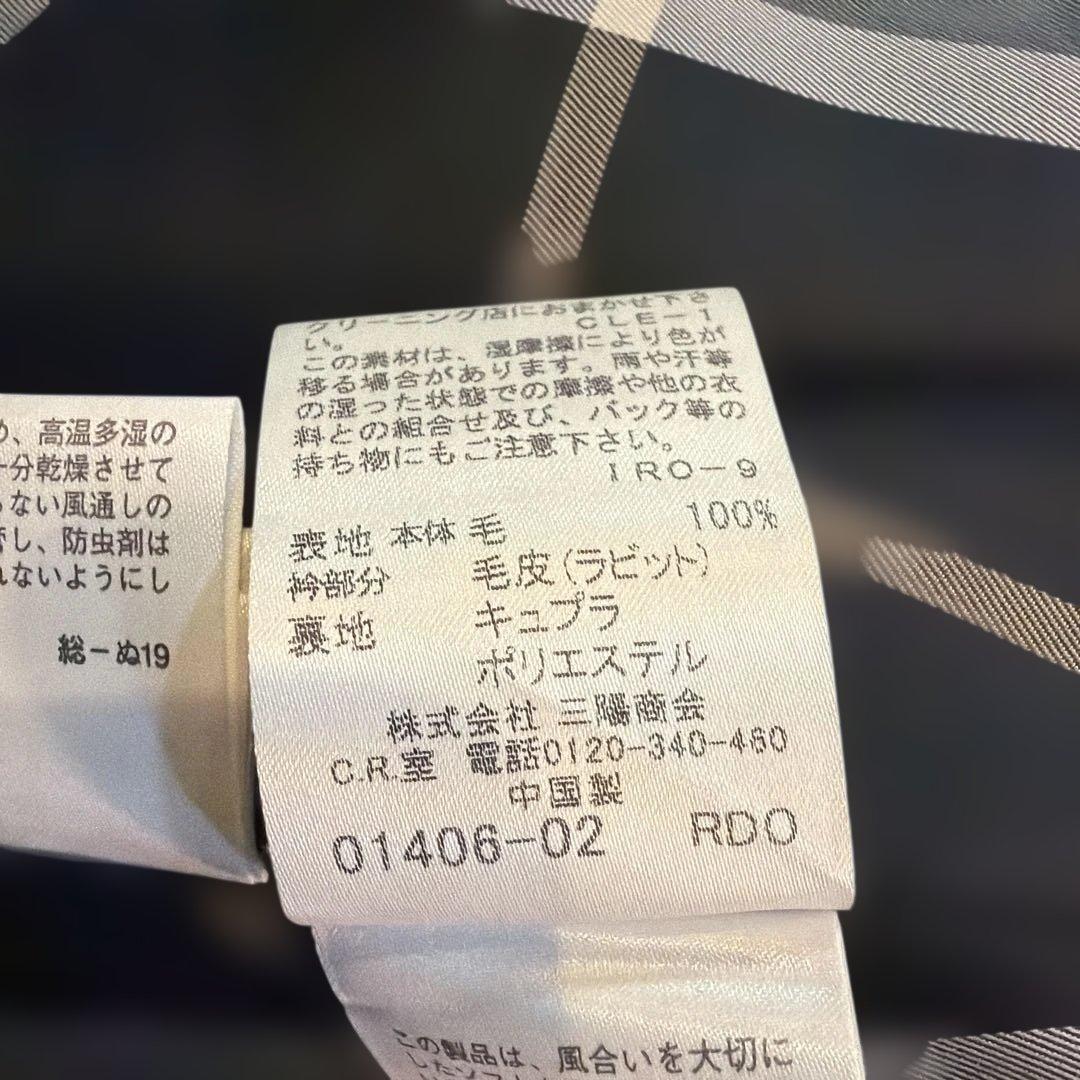 クリーニング店におまかせ下さ
い。 CLE-1
この素材は、湿摩擦により色が
移る場合があります。雨や汗等
の湿った状態での摩擦や他の衣
料との組合せ及び、バック等の
持ち物にもご注意下さい。
IRO-9
表地 本体 毛 100%
衿部分 毛皮(ラビット)
裏地 キュプラ
ポリエステル
株式会社 三陽商会
C.R.室 電話0120-340-460
中国製
01406-02 RDO
め、高温多湿の
十分乾燥させて
らない風通しの
管し、防虫剤は
れないようにし
総-ぬ19
この製品は、風合いを大切に